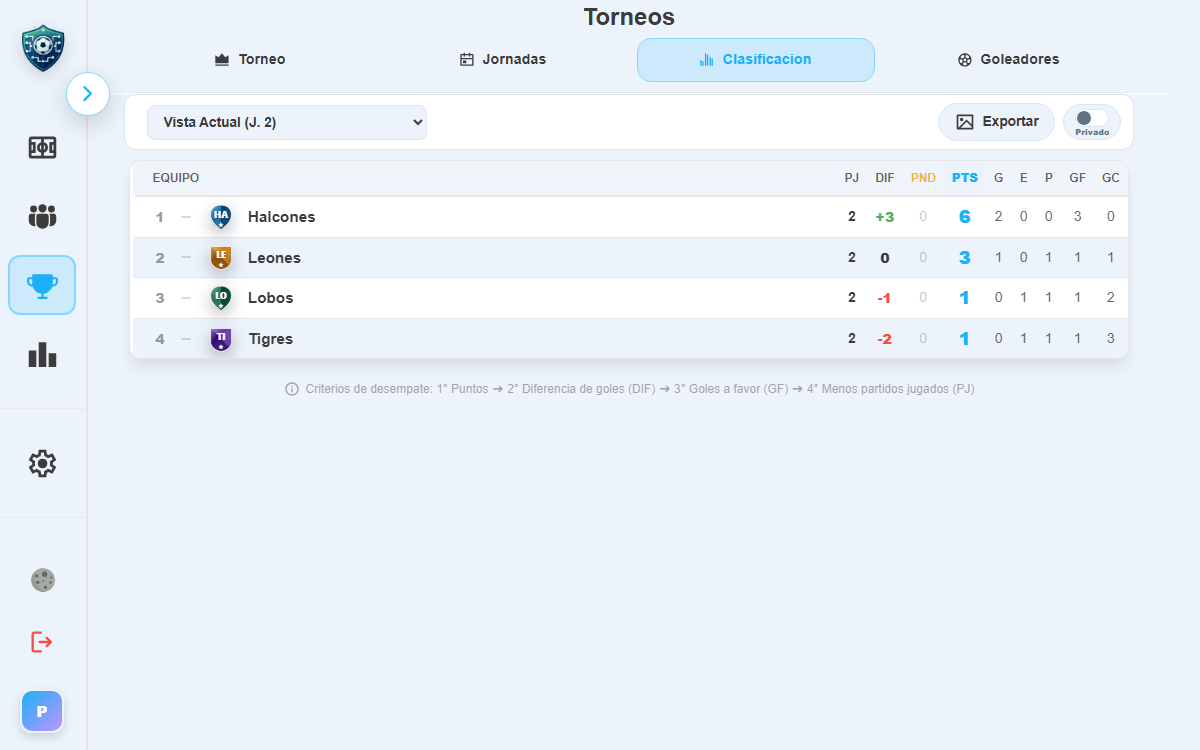 Torneos
Torneo
Jornadas
Clasificacion
Goleadores
Vista Actual (J. 2)
Exportar
Privado
EQUIPO PJ DIF PND PTS G E P GF GC
1 – HA Halcones 2 +3 0 6 2 0 0 3 0
2 – LE Leones 2 0 0 3 1 0 1 1 1
3 – LO Lobos 2 -1 0 1 0 1 1 1 2
4 – TI Tigres 2 -2 0 1 0 1 1 1 3
Criterios de desempate: 1° Puntos ➔ 2° Diferencia de goles (DIF) ➔ 3° Goles a favor (GF) ➔ 4° Menos partidos jugados (PJ)
P